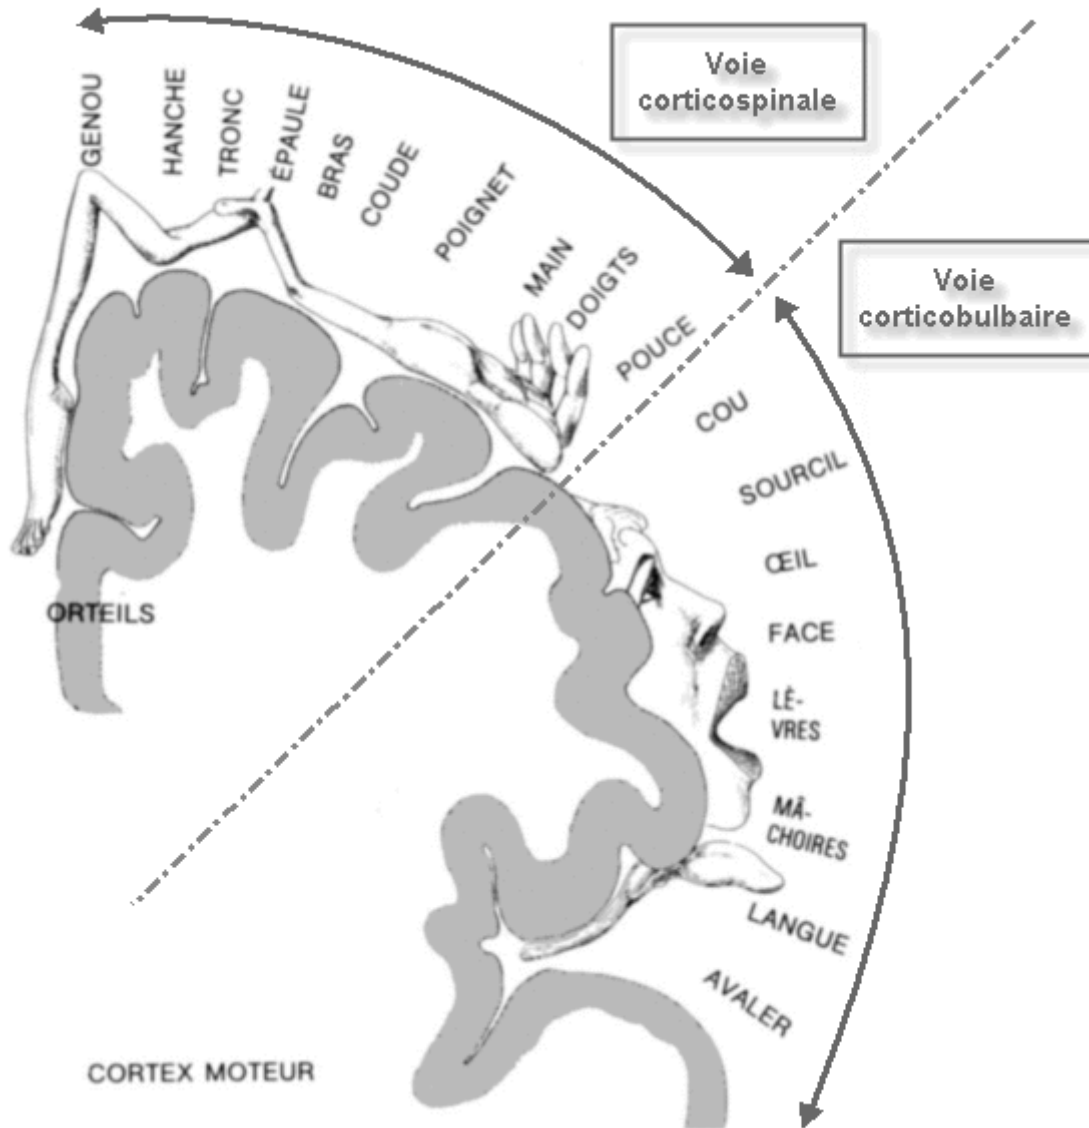 Voie
corticospinale
Voie
corticobulbaire
GENOU
HANCHE
TRONC
ÉPAULE
BRAS
COUDE
POIGNET
MAIN
DOIGTS
POUCE
COU
SOURCIL
ŒIL
FACE
LÈ-
VRES
MÂ-
CHOIRES
LANGUE
AVALER
ORTEILS
CORTEX MOTEUR